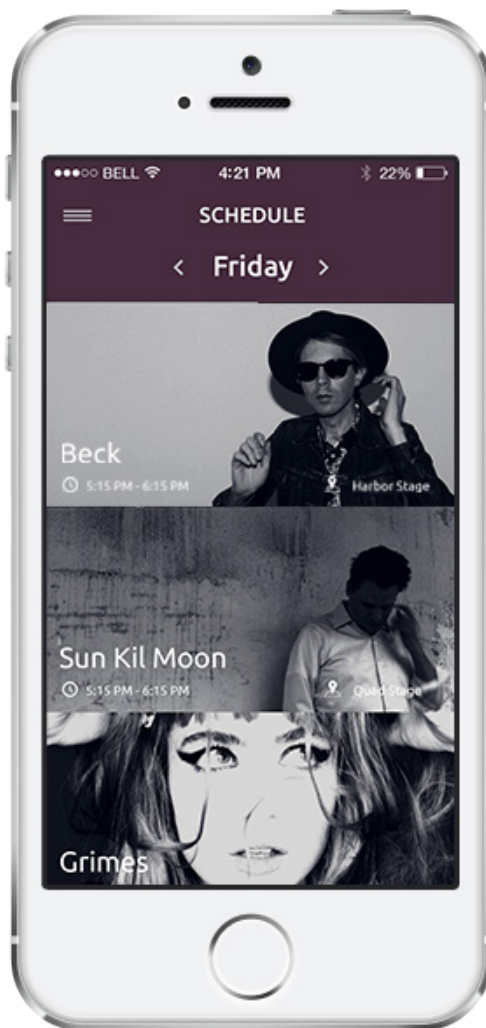 BELL 4:21 PM 22%
SCHEDULE
< Friday >
Beck
5:15 PM - 6:15 PM Harbor Stage
Sun Kil Moon
5:15 PM - 6:15 PM Quad Stage
Grimes